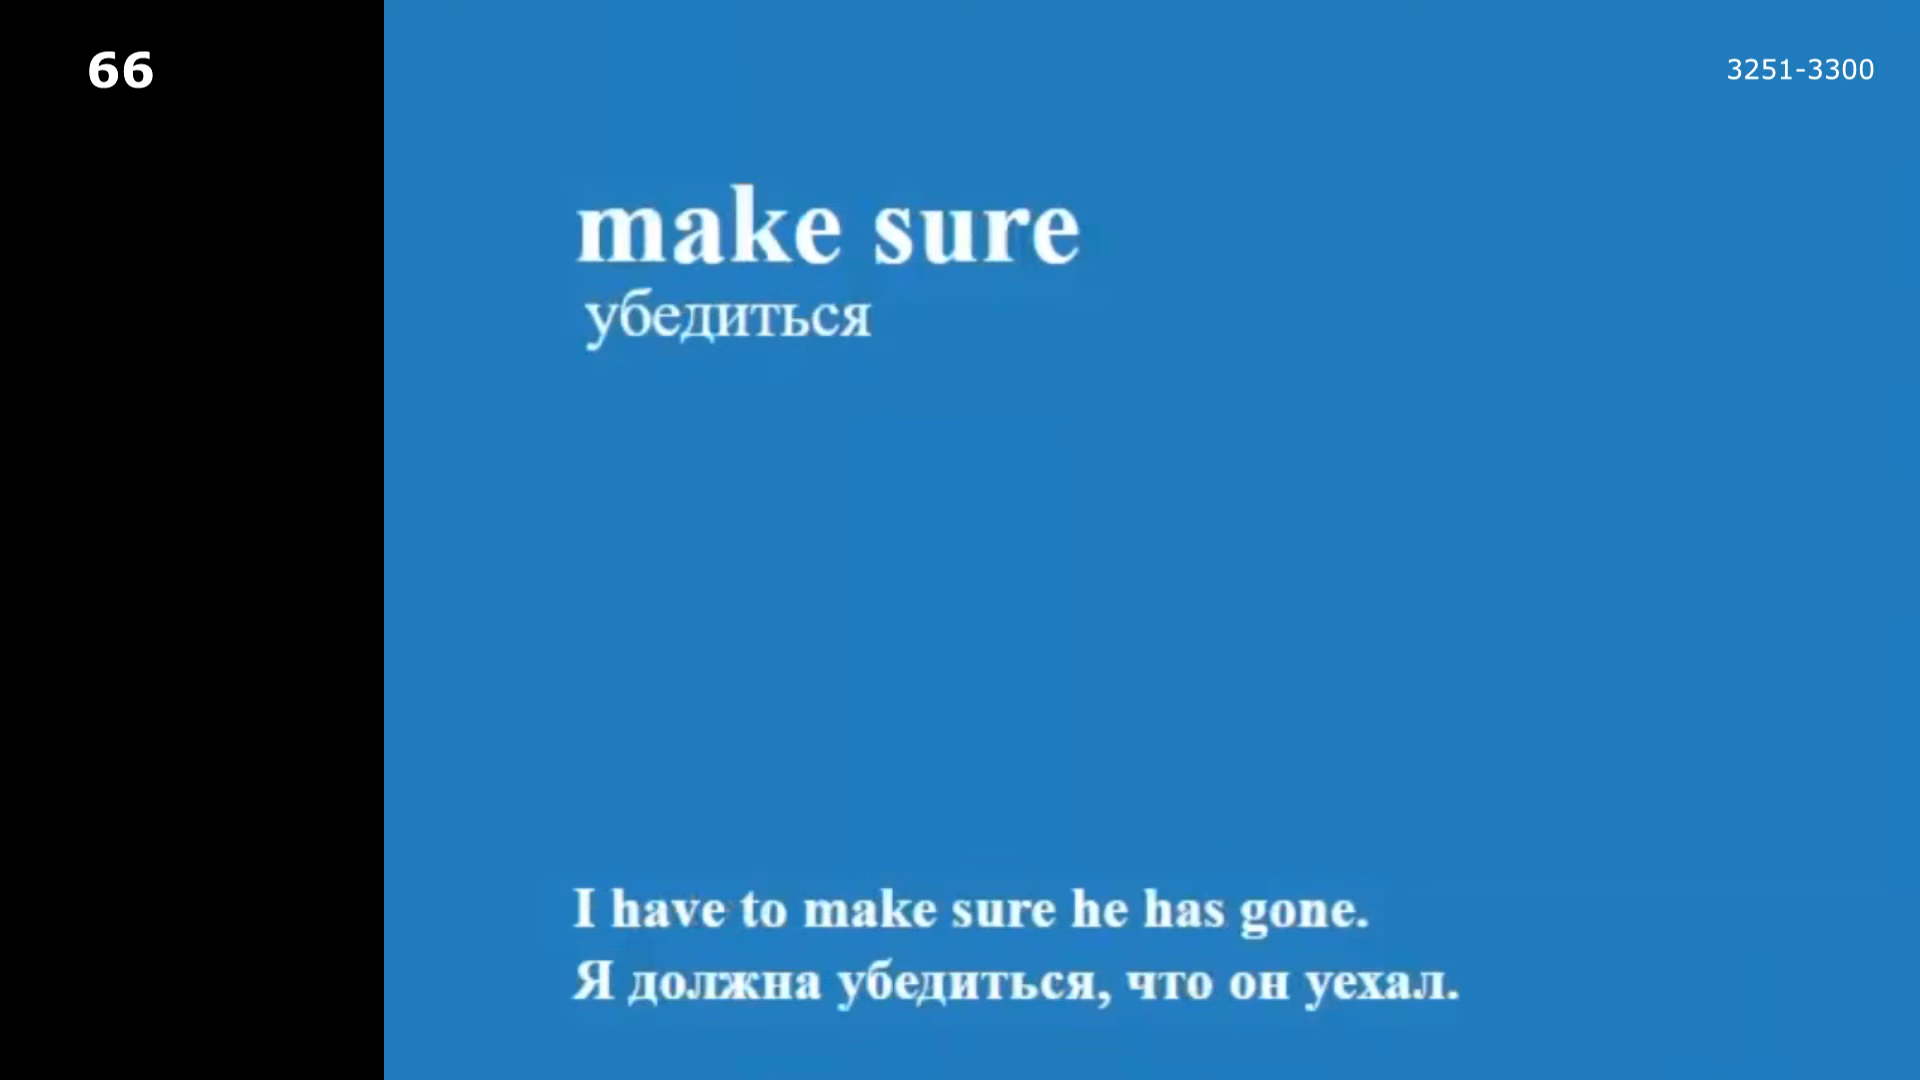 66
3251-3300
make sure
убедиться
I have to make sure he has gone.
Я должна убедиться, что он уехал.